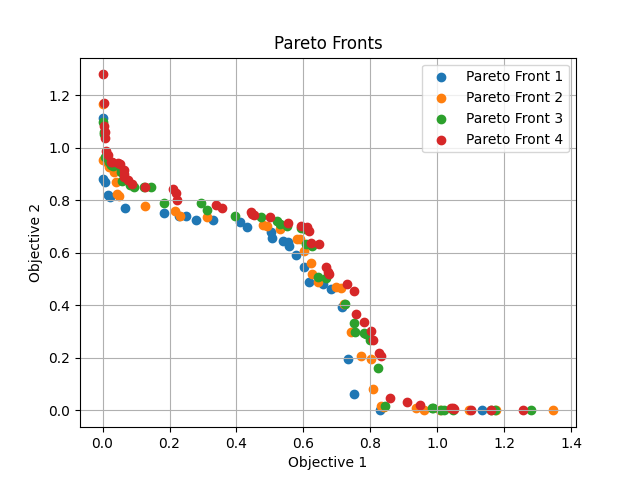 Pareto Fronts
Pareto Front 1
Pareto Front 2
Pareto Front 3
Pareto Front 4
Objective 2
1.2
1.0
0.8
0.6
0.4
0.2
0.0
0.0 0.2 0.4 0.6 0.8 1.0 1.2 1.4
Objective 1